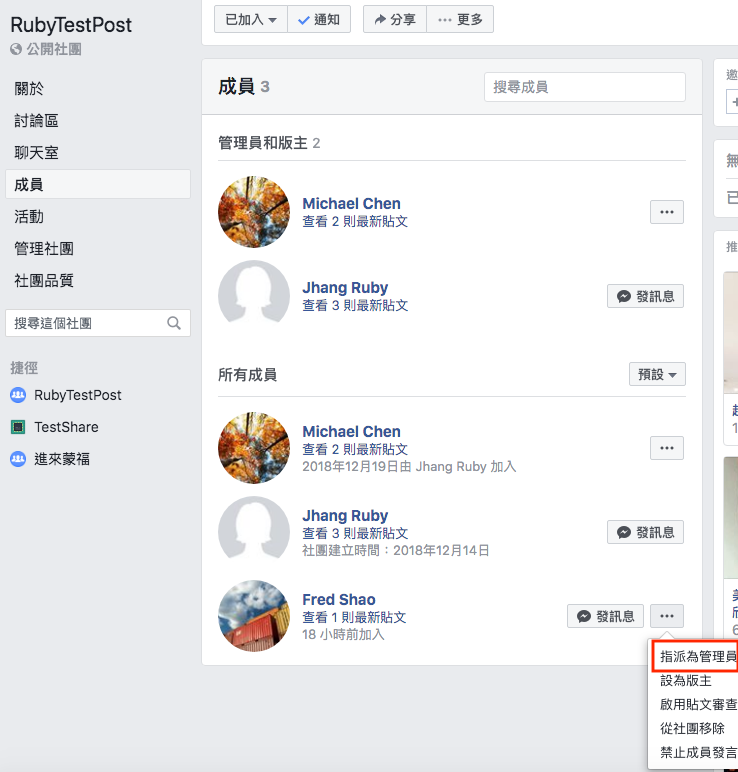 RubyTestPost
公開社團
關於
討論區
聊天室
成員
活動
管理社團
社團品質
搜尋這個社團
捷徑
RubyTestPost
TestShare
進來蒙福
已加入 通知 分享 更多
成員 3
搜尋成員
管理員和版主 2
Michael Chen
查看 2 則最新貼文
Jhang Ruby
查看 3 則最新貼文
發訊息
所有成員
預設
Michael Chen
查看 2 則最新貼文
2018年12月19日由 Jhang Ruby 加入
Jhang Ruby
查看 3 則最新貼文
社團建立時間：2018年12月14日
發訊息
Fred Shao
查看 1 則最新貼文
18 小時前加入
發訊息
指派為管理員
設為版主
啟用貼文審查
從社團移除
禁止成員發言
邀
無
推